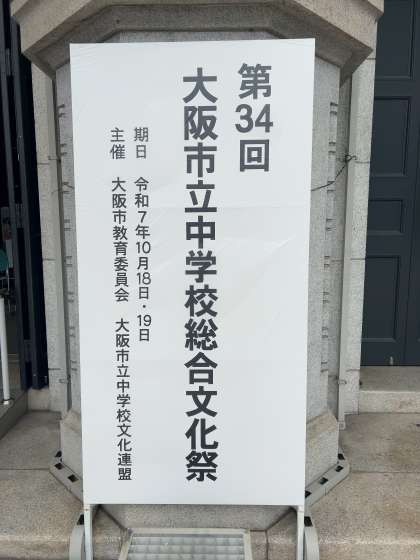 第34回
大阪市立中学校総合文化祭
期日　令和7年10月18日・19日
主催　大阪市教育委員会　大阪市立中学校文化連盟